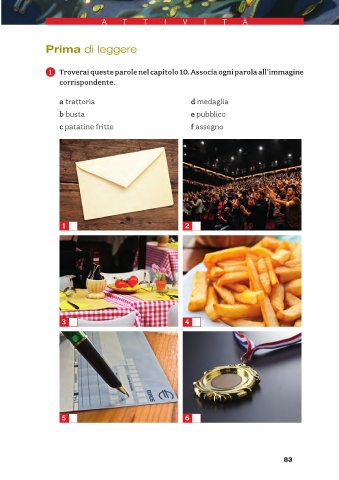 ATTIVITÀ
Prima di leggere
1 Troverai queste parole nel capitolo 10. Associa ogni parola all'immagine
corrispondente.
a trattoria
b busta
c patatine fritte
d medaglia
e pubblico
f assegno
1
2
3
4
5
6
83